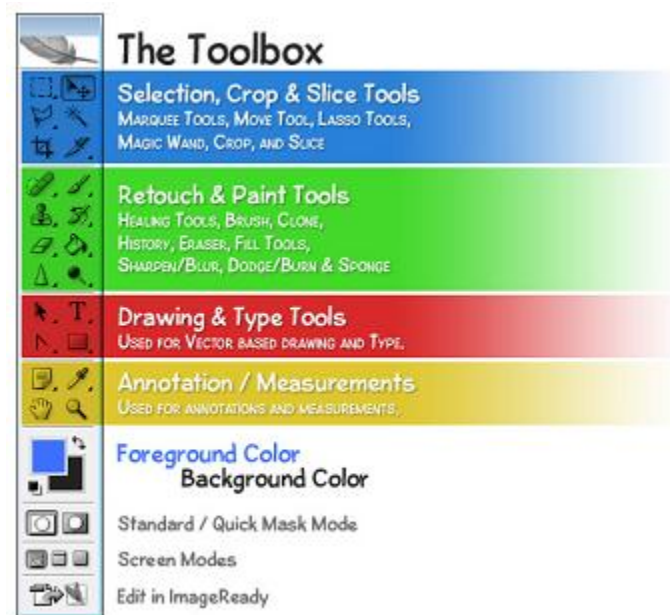 The Toolbox
Selection, Crop & Slice Tools
Marquee Tools, Move Tool, Lasso Tools,
Magic Wand, Crop, and Slice
Retouch & Paint Tools
Healing Tools, Brush, Clone,
History, Eraser, Fill Tools,
Sharpen/Blur, Dodge/Burn & Sponge
T
Drawing & Type Tools
Used for Vector based drawing and Type.
Annotation / Measurements
Used for annotations and measurements.
Foreground Color
Background Color
Standard / Quick Mask Mode
Screen Modes
Edit in ImageReady